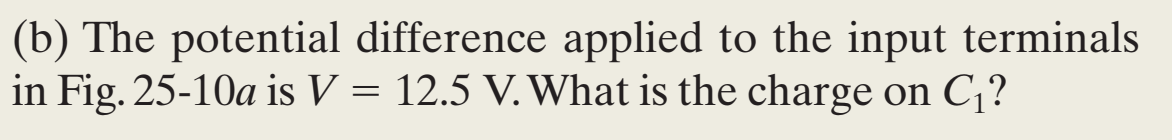 (b) The potential difference applied to the input terminals
in Fig. 25-10a is V = 12.5 V. What is the charge on C₁?